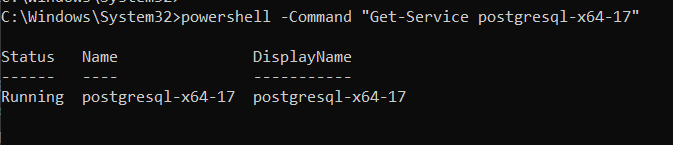 C:\Windows\System32>powershell -Command "Get-Service postgresql-x64-17"
Status   Name               DisplayName
------   ----               -----------
Running  postgresql-x64-17  postgresql-x64-17